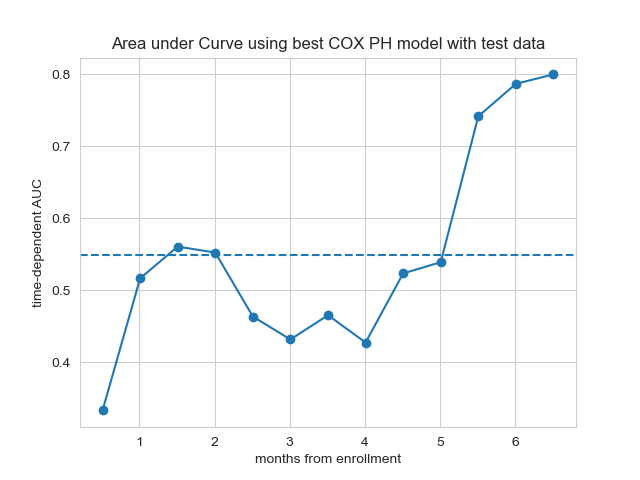 Area under Curve using best COX PH model with test data
time-dependent AUC
0.8
0.7
0.6
0.5
0.4
1 2 3 4 5 6
months from enrollment